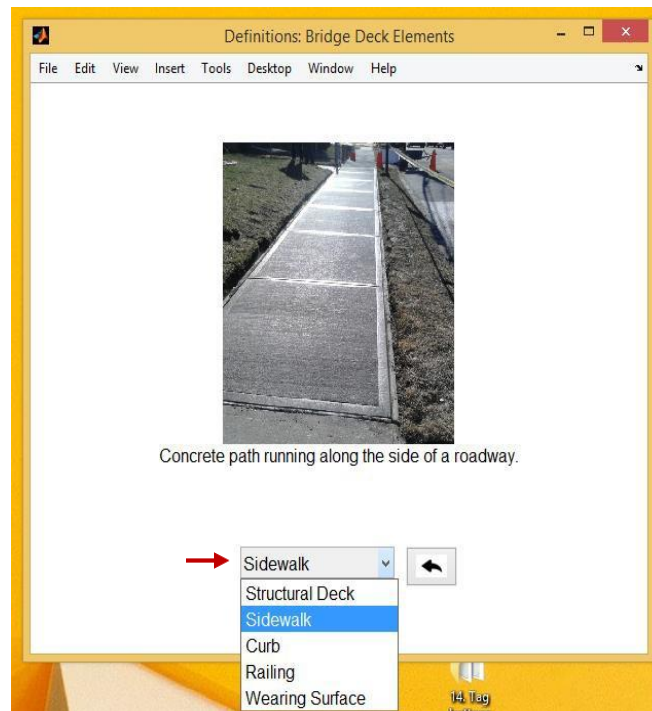 Definitions: Bridge Deck Elements
File Edit View Insert Tools Desktop Window Help
Concrete path running along the side of a roadway.
Sidewalk
Structural Deck
Sidewalk
Curb
Railing
Wearing Surface
14. Tag